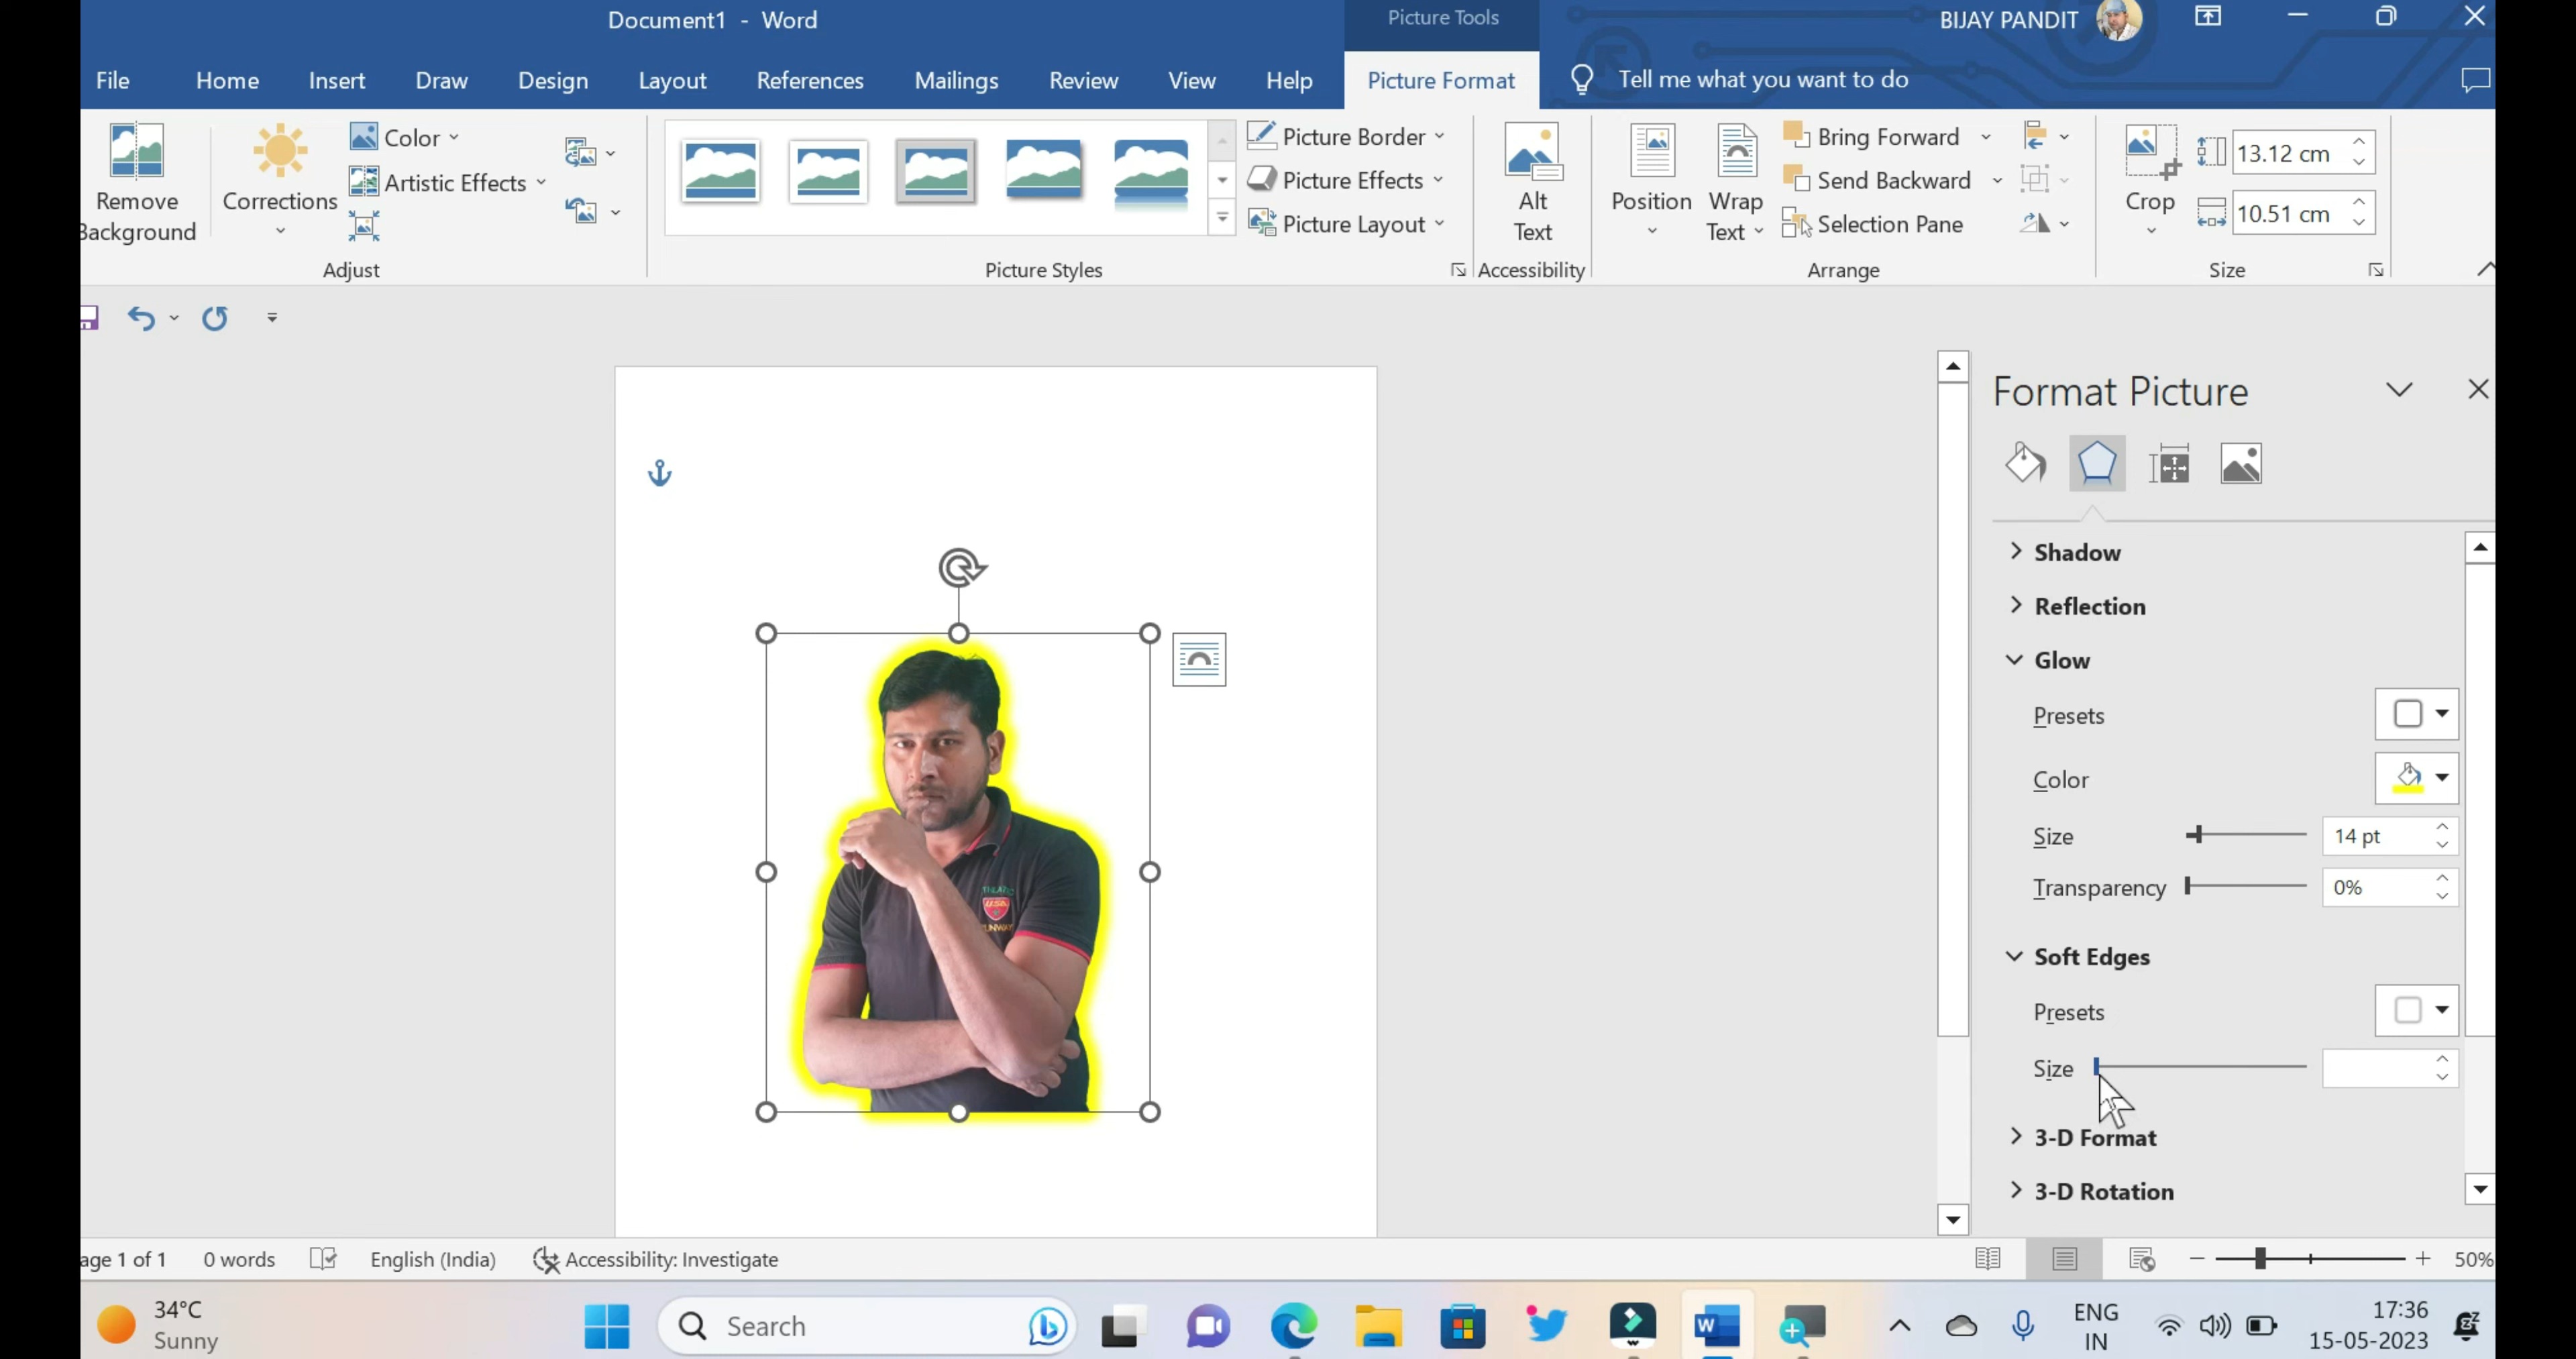 Document1 - Word
Picture Tools
BIJAY PANDIT
File Home Insert Draw Design Layout References Mailings Review View Help Picture Format Tell me what you want to do
Remove Background
Corrections
Color
Artistic Effects
Adjust
Picture Border
Picture Effects
Picture Layout
Picture Styles
Alt Text
Accessibility
Position
Wrap Text
Bring Forward
Send Backward
Selection Pane
Arrange
Crop
13.12 cm
10.51 cm
Size
Format Picture
Shadow
Reflection
Glow
Presets
Color
Size 14 pt
Transparency 0%
Soft Edges
Presets
Size
3-D Format
3-D Rotation
USA
age 1 of 1 0 words English (India) Accessibility: Investigate 50%
34°C
Sunny
Search
ENG
IN
17:36
15-05-2023